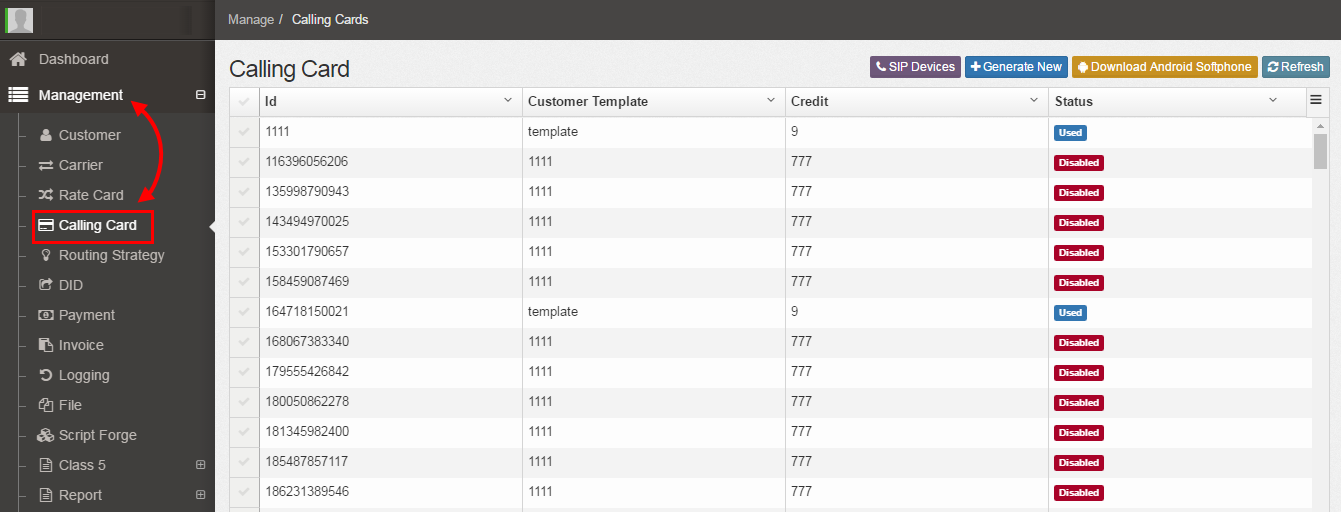 Manage / Calling Cards
Dashboard
Management
Customer
Carrier
Rate Card
Calling Card
Routing Strategy
DID
Payment
Invoice
Logging
File
Script Forge
Class 5
Report
Calling Card
SIP Devices Generate New Download Android Softphone Refresh
Id Customer Template Credit Status
1111 template 9 Used
116396056206 1111 777 Disabled
135998790943 1111 777 Disabled
143494970025 1111 777 Disabled
153301790657 1111 777 Disabled
158459087469 1111 777 Disabled
164718150021 template 9 Used
168067383340 1111 777 Disabled
179555426842 1111 777 Disabled
180050862278 1111 777 Disabled
181345982400 1111 777 Disabled
185487857117 1111 777 Disabled
186231389546 1111 777 Disabled